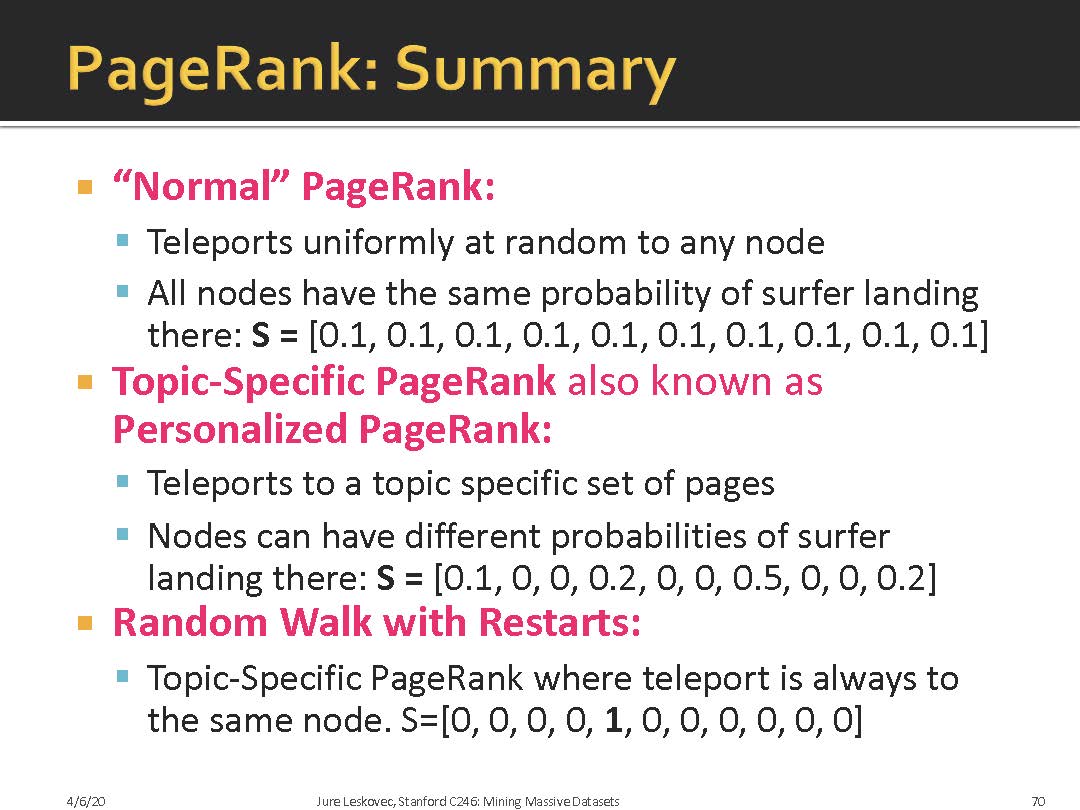 PageRank: Summary
“Normal” PageRank:
Teleports uniformly at random to any node
All nodes have the same probability of surfer landing
there: S = [0.1, 0.1, 0.1, 0.1, 0.1, 0.1, 0.1, 0.1, 0.1, 0.1]
Topic-Specific PageRank also known as
Personalized PageRank:
Teleports to a topic specific set of pages
Nodes can have different probabilities of surfer
landing there: S = [0.1, 0, 0, 0.2, 0, 0, 0.5, 0, 0, 0.2]
Random Walk with Restarts:
Topic-Specific PageRank where teleport is always to
the same node. S=[0, 0, 0, 0, 1, 0, 0, 0, 0, 0, 0]
4/6/20
Jure Leskovec, Stanford C246: Mining Massive Datasets
70